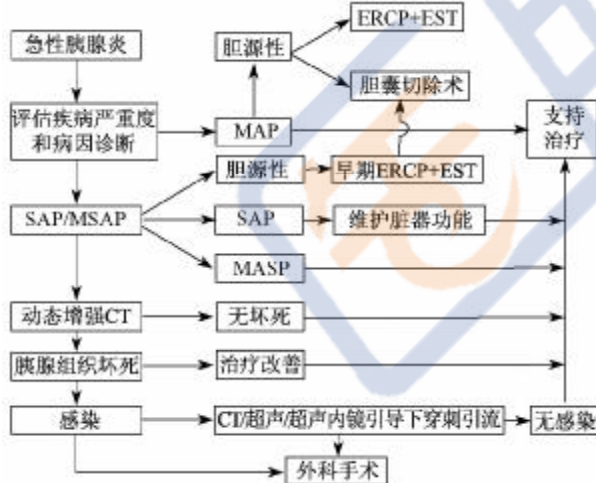 ERCP+EST
急性胰腺炎
胆源性
胆囊切除术
评估疾病严重度
和病因诊断
MAP
支持
治疗
胆源性
早期ERCP+EST
SAP/MSAP
SAP
维护脏器功能
MASP
动态增强CT
无坏死
胰腺组织坏死
治疗改善
感染
CT/超声/超声内镜引导下穿刺引流
无感染
外科手术